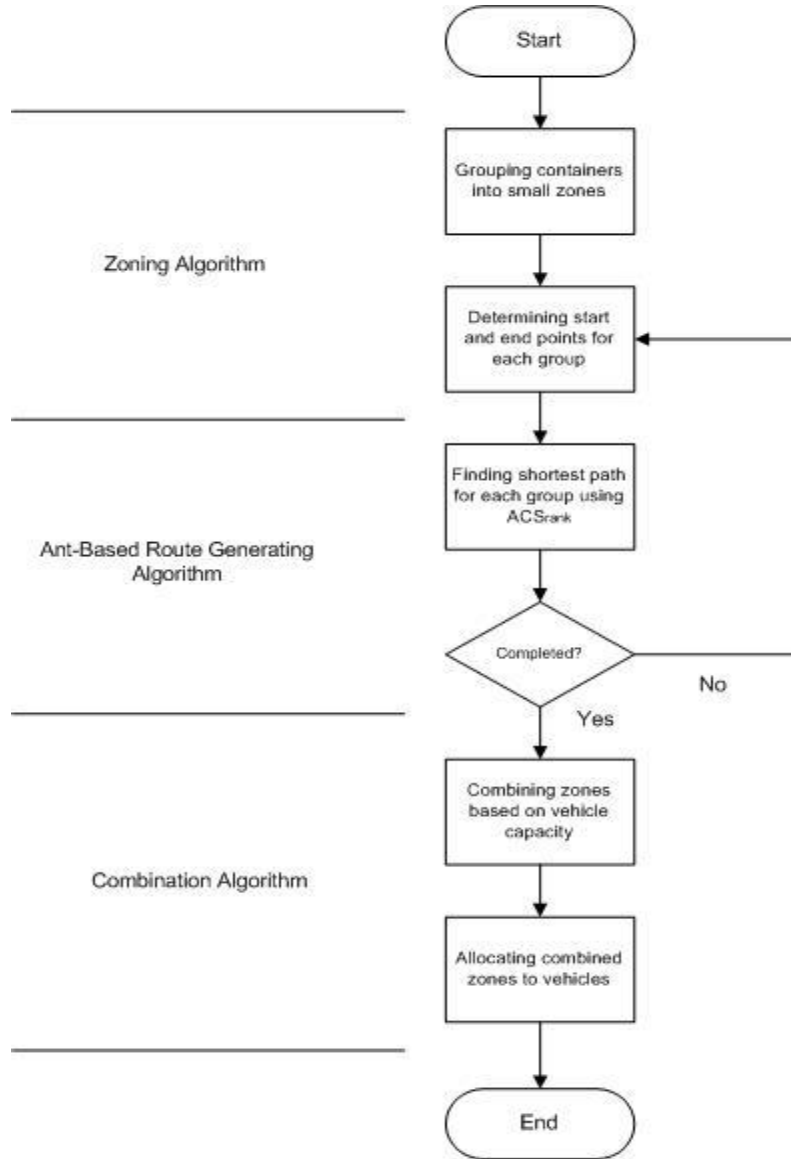 Start
Grouping containers
into small zones
Zoning Algorithm
Determining start
and end points for
each group
Finding shortest path
for each group using
ACSrank
Ant-Based Route Generating
Algorithm
Completed?
No
Yes
Combining zones
based on vehicle
capacity
Combination Algorithm
Allocating combined
zones to vehicles
End